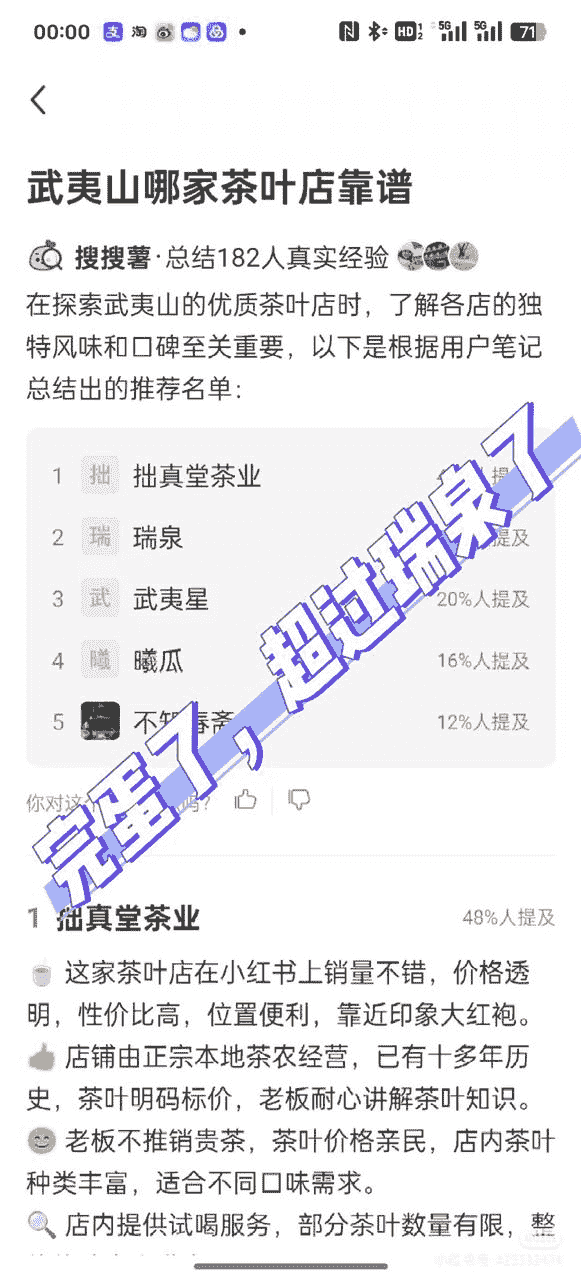 00:00
HD
5G
5G
71
武夷山哪家茶叶店靠谱
搜搜薯·总结182人真实经验
在探索武夷山的优质茶叶店时，了解各店的独
特风味和口碑至关重要，以下是根据用户笔记
总结出的推荐名单：
1 拙 拙真堂茶业
2 瑞 瑞泉
3 武 武夷星 20%人提及
4 曦 曦瓜 16%人提及
5 不知春斋 12%人提及
完蛋了，超过瑞泉了
1 拙真堂茶业 48%人提及
这家茶叶店在小红书上销量不错，价格透
明，性价比高，位置便利，靠近印象大红袍。
店铺由正宗本地茶农经营，已有十多年历
史，茶叶明码标价，老板耐心讲解茶叶知识。
老板不推销贵茶，茶叶价格亲民，店内茶叶
种类丰富，适合不同口味需求。
店内提供试喝服务，部分茶叶数量有限，整